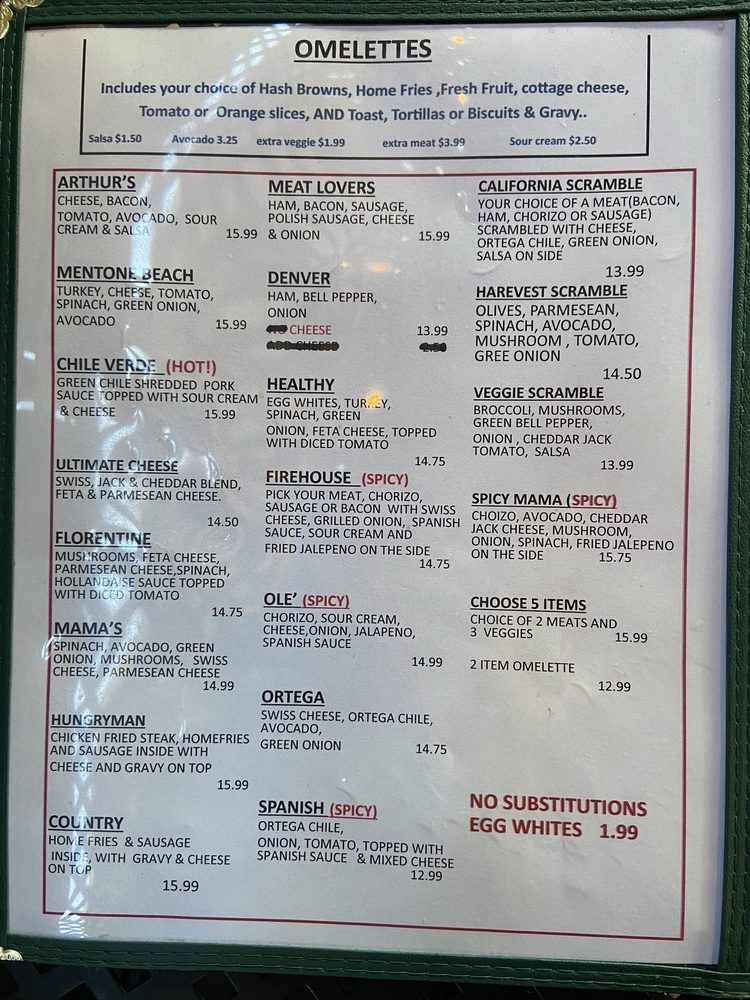 OMELETTES
Includes your choice of Hash Browns, Home Fries ,Fresh Fruit, cottage cheese,
Tomato or Orange slices, AND Toast, Tortillas or Biscuits & Gravy..
Salsa $1.50 Avocado 3.25 extra veggie $1.99 extra meat $3.99 Sour cream $2.50
ARTHUR'S
CHEESE, BACON,
TOMATO, AVOCADO, SOUR
CREAM & SALSA
15.99
MENTONE BEACH
TURKEY, CHEESE, TOMATO,
SPINACH, GREEN ONION,
AVOCADO 15.99
CHILE VERDE (HOT!)
GREEN CHILE SHREDDED PORK
SAUCE TOPPED WITH SOUR CREAM
& CHEESE 15.99
ULTIMATE CHEESE
SWISS, JACK & CHEDDAR BLEND,
FETA & PARMESEAN CHEESE.
14.50
FLORENTINE
MUSHROOMS, FETA CHEESE,
PARMESEAN CHEESE,SPINACH,
HOLLANDAISE SAUCE TOPPED
WITH DICED TOMATO
14.75
MAMA'S
SPINACH, AVOCADO, GREEN
ONION, MUSHROOMS, SWISS
CHEESE, PARMESEAN CHEESE
14.99
HUNGRYMAN
CHICKEN FRIED STEAK, HOMEFRIES
AND SAUSAGE INSIDE WITH
CHEESE AND GRAVY ON TOP
15.99
COUNTRY
HOME FRIES & SAUSAGE
INSIDE, WITH GRAVY & CHEESE
ON TOP
15.99
MEAT LOVERS
HAM, BACON, SAUSAGE,
POLISH SAUSAGE, CHEESE
& ONION 15.99
DENVER
HAM, BELL PEPPER,
ONION
CHEESE 13.99
HEALTHY
EGG WHITES, TURKEY,
SPINACH, GREEN
ONION, FETA CHEESE, TOPPED
WITH DICED TOMATO
14.75
FIREHOUSE (SPICY)
PICK YOUR MEAT, CHORIZO,
SAUSAGE OR BACON WITH SWISS
CHEESE, GRILLED ONION, SPANISH
SAUCE, SOUR CREAM AND
FRIED JALEPENO ON THE SIDE
14.75
OLE' (SPICY)
CHORIZO, SOUR CREAM,
CHEESE,ONION, JALAPENO,
SPANISH SAUCE
14.99
ORTEGA
SWISS CHEESE, ORTEGA CHILE,
AVOCADO,
GREEN ONION 14.75
SPANISH (SPICY)
ORTEGA CHILE,
ONION, TOMATO, TOPPED WITH
SPANISH SAUCE & MIXED CHEESE
12.99
CALIFORNIA SCRAMBLE
YOUR CHOICE OF A MEAT(BACON,
HAM, CHORIZO OR SAUSAGE)
SCRAMBLED WITH CHEESE,
ORTEGA CHILE, GREEN ONION,
SALSA ON SIDE
13.99
HAREVEST SCRAMBLE
OLIVES, PARMESEAN,
SPINACH, AVOCADO,
MUSHROOM , TOMATO,
GREE ONION
14.50
VEGGIE SCRAMBLE
BROCCOLI, MUSHROOMS,
GREEN BELL PEPPER,
ONION , CHEDDAR JACK
TOMATO, SALSA
13.99
SPICY MAMA (SPICY)
CHOIZO, AVOCADO, CHEDDAR
JACK CHEESE, MUSHROOM,
ONION, SPINACH, FRIED JALEPENO
ON THE SIDE 15.75
CHOOSE 5 ITEMS
CHOICE OF 2 MEATS AND
3 VEGGIES 15.99
2 ITEM OMELETTE
12.99
NO SUBSTITUTIONS
EGG WHITES 1.99